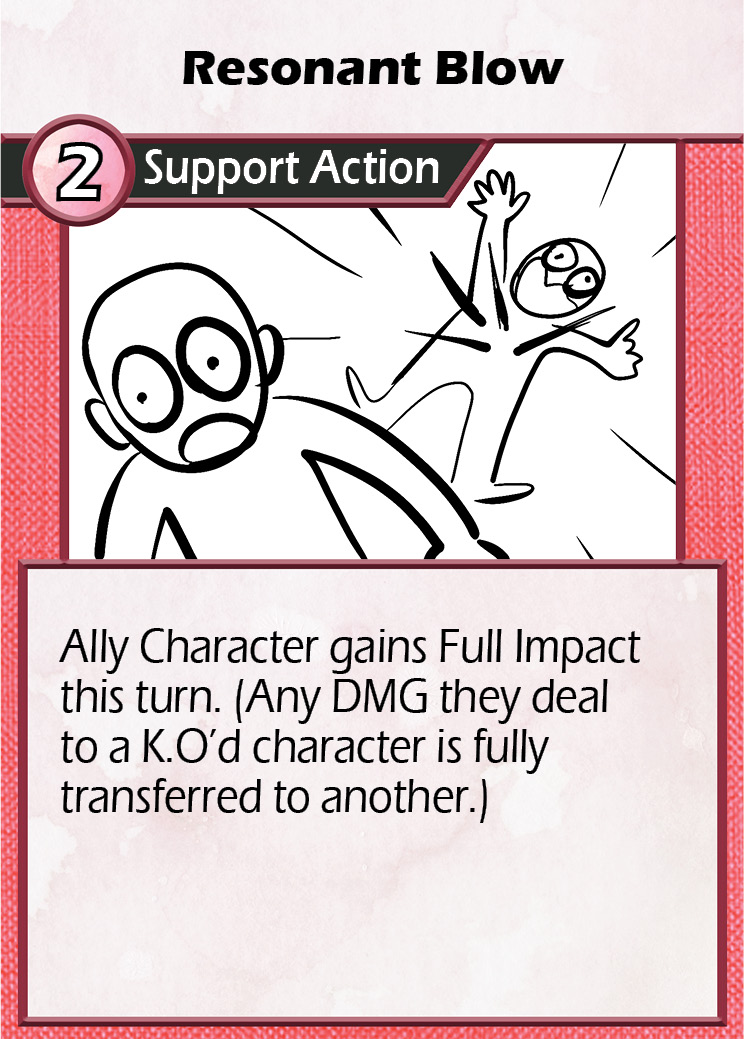 Resonant Blow
2 Support Action
Ally Character gains Full Impact
this turn. (Any DMG they deal
to a K.O'd character is fully
transferred to another.)